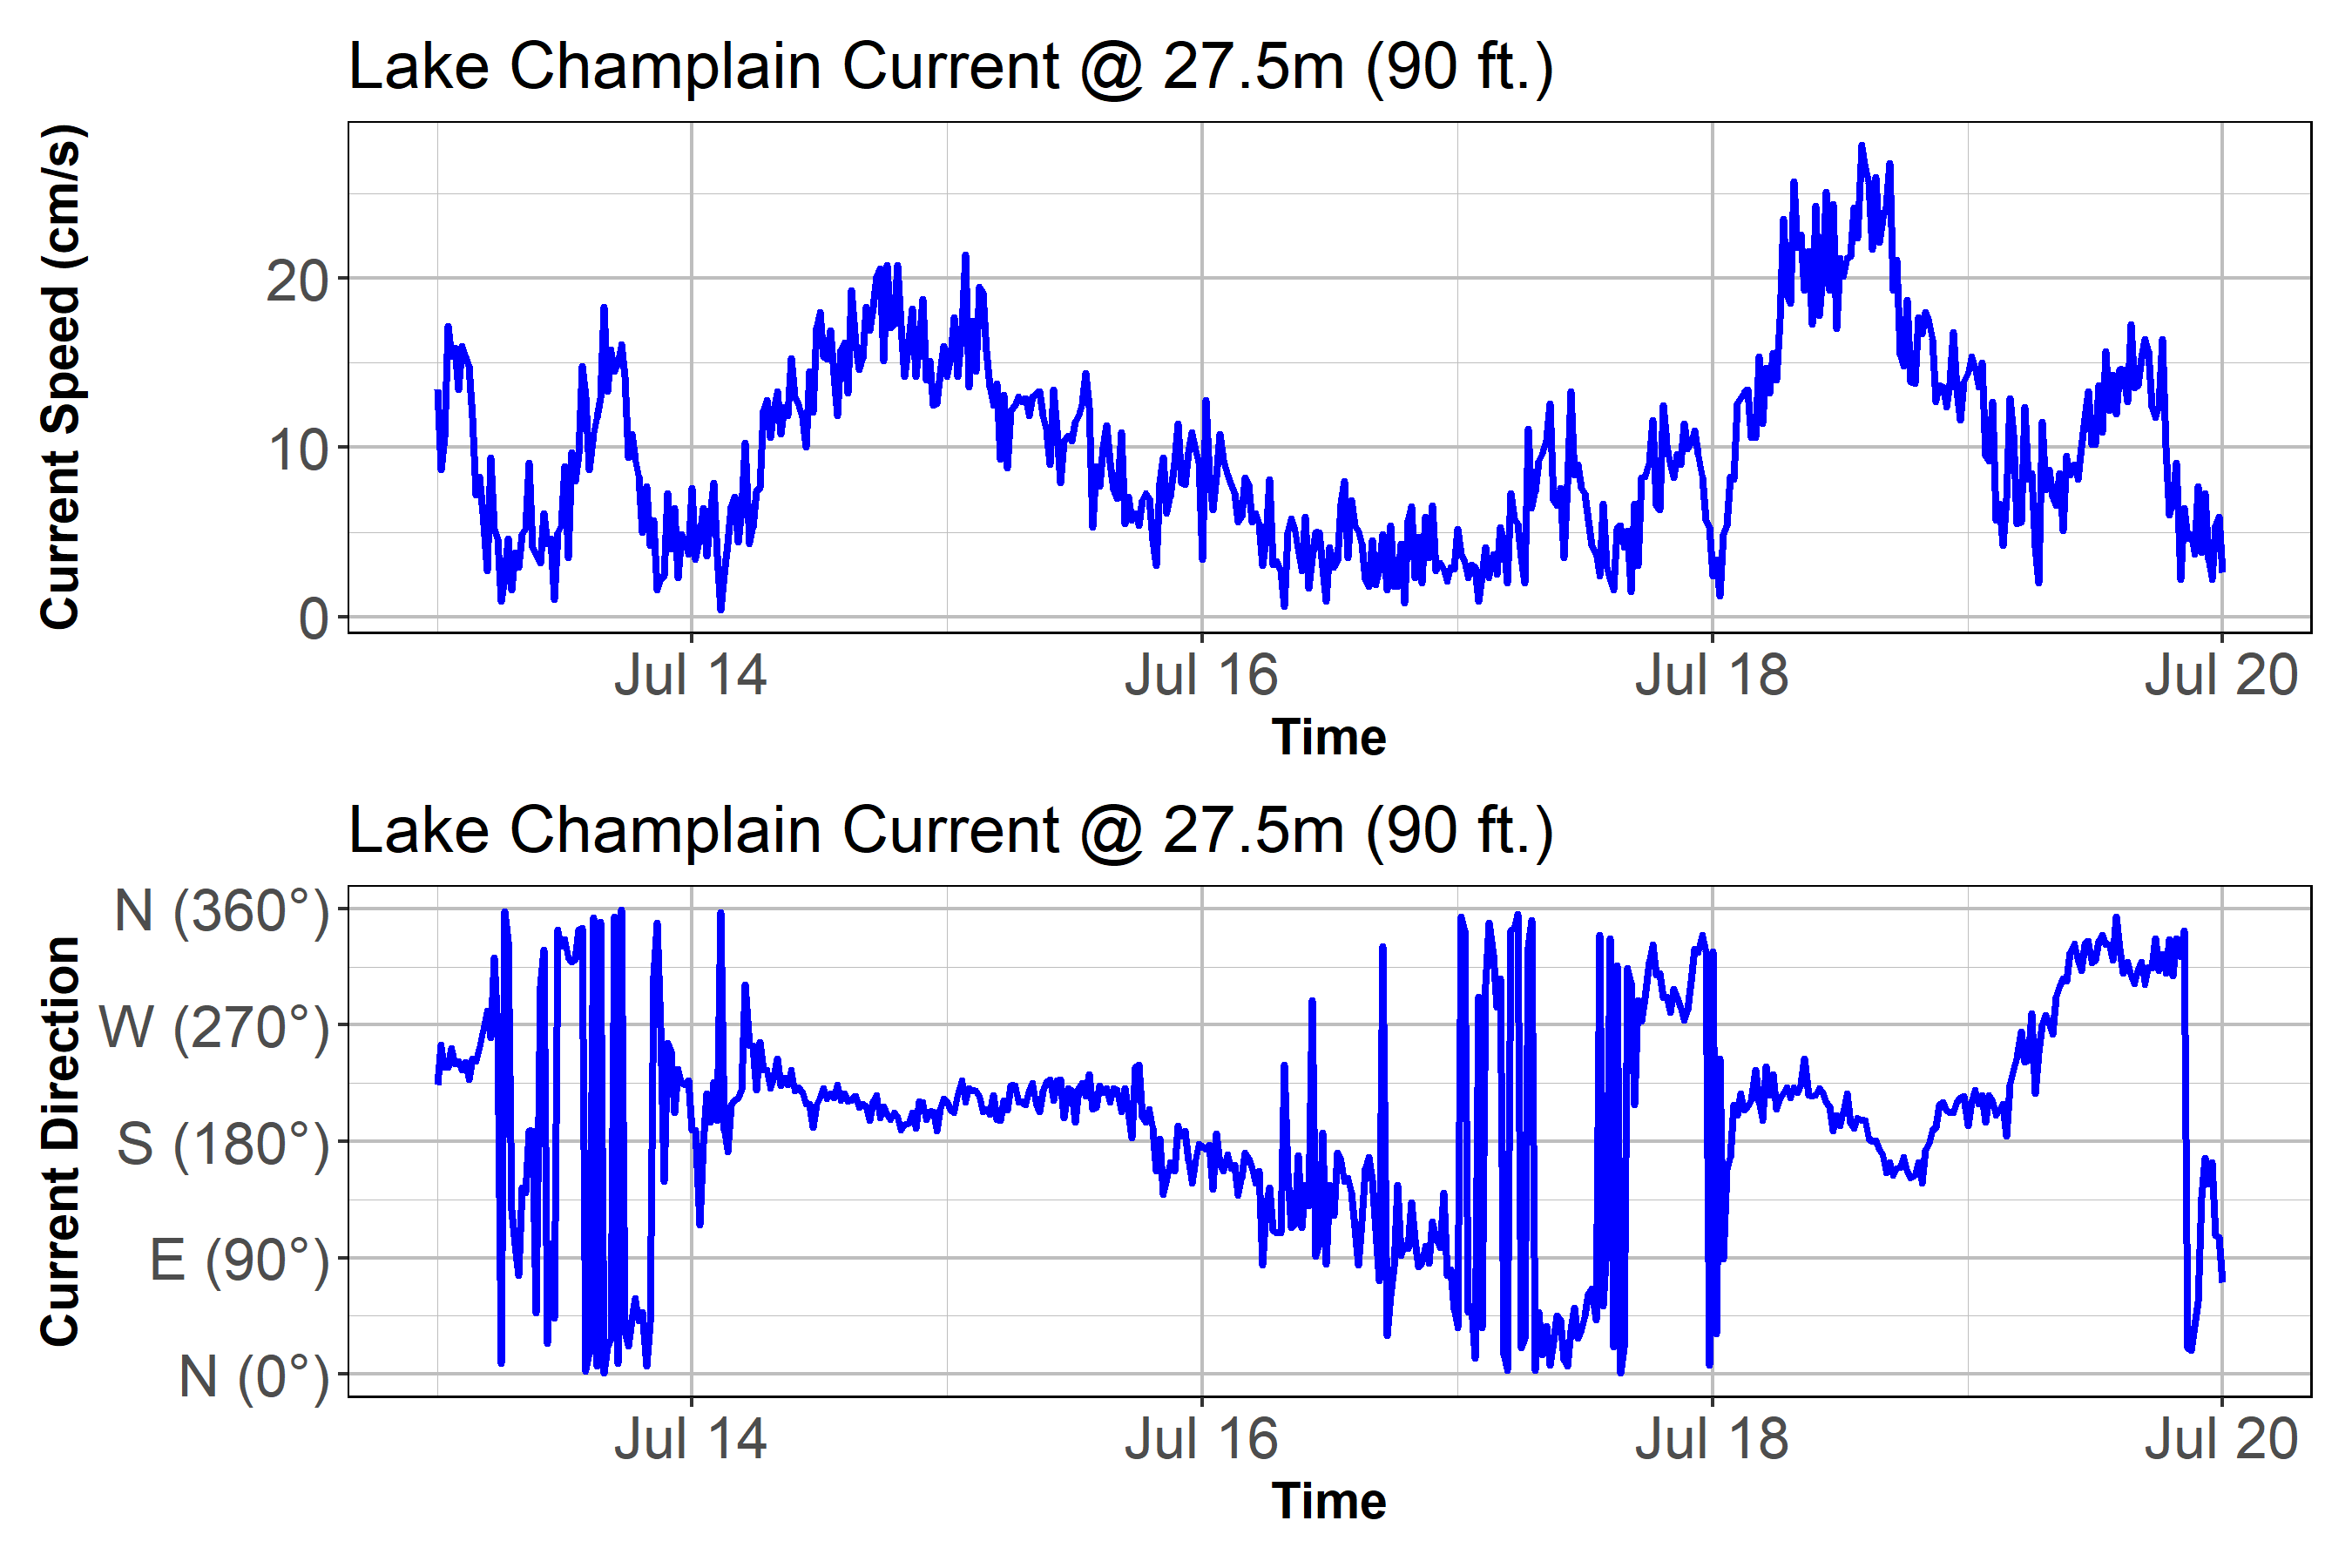 Lake Champlain Current @ 27.5m (90 ft.)
Current Speed (cm/s)
20
10
0
Jul 14 Jul 16 Jul 18 Jul 20
Time
Lake Champlain Current @ 27.5m (90 ft.)
Current Direction
N (360°)
W (270°)
S (180°)
E (90°)
N (0°)
Jul 14 Jul 16 Jul 18 Jul 20
Time